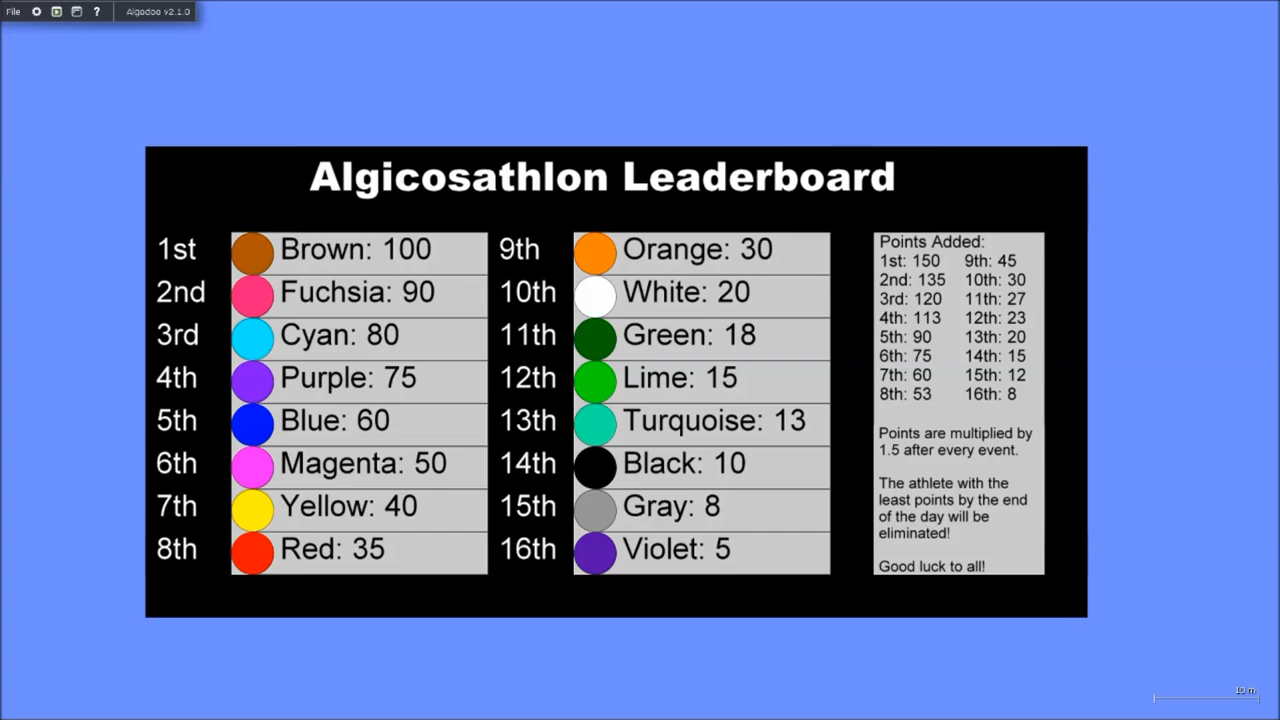 File ? Algodoo v2.1.0
Algicosathlon Leaderboard
1st Brown: 100
2nd Fuchsia: 90
3rd Cyan: 80
4th Purple: 75
5th Blue: 60
6th Magenta: 50
7th Yellow: 40
8th Red: 35
9th Orange: 30
10th White: 20
11th Green: 18
12th Lime: 15
13th Turquoise: 13
14th Black: 10
15th Gray: 8
16th Violet: 5
Points Added:
1st: 150 9th: 45
2nd: 135 10th: 30
3rd: 120 11th: 27
4th: 113 12th: 23
5th: 90 13th: 20
6th: 75 14th: 15
7th: 60 15th: 12
8th: 53 16th: 8
Points are multiplied by
1.5 after every event.
The athlete with the
least points by the end
of the day will be
eliminated!
Good luck to all!
10 m